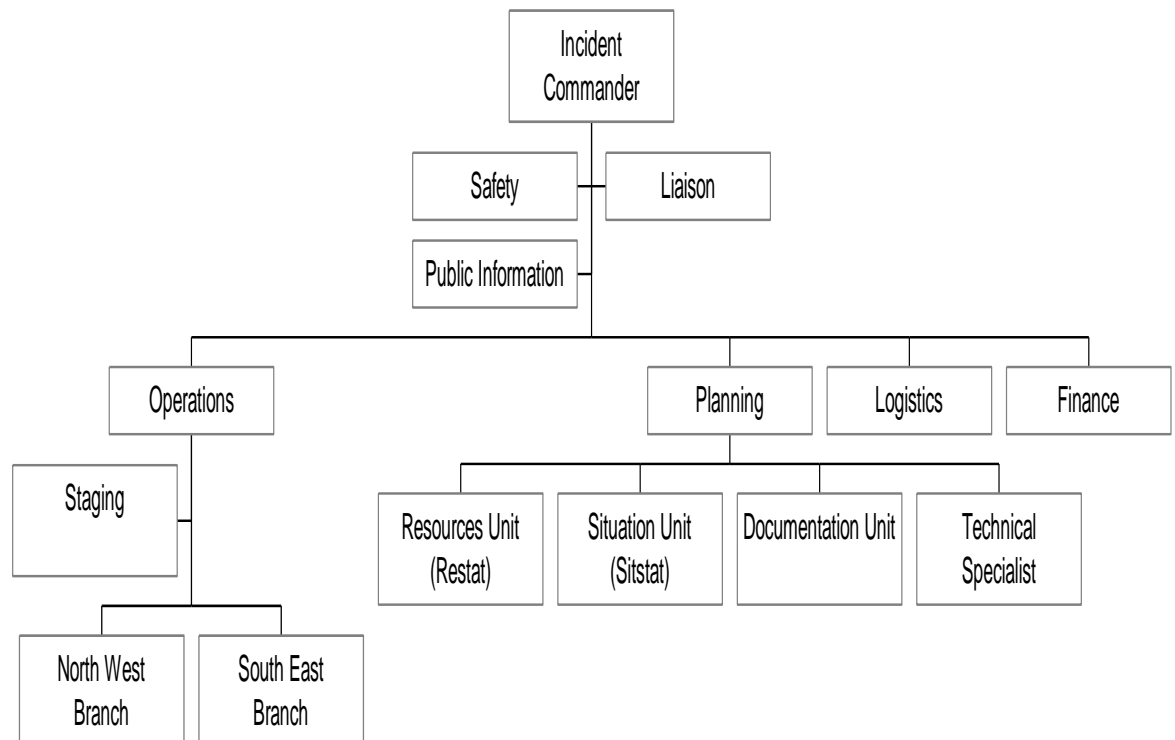 Incident
Commander
Safety
Liaison
Public Information
Operations
Planning
Logistics
Finance
Staging
Resources Unit
(Restat)
Situation Unit
(Sitstat)
Documentation Unit
Technical
Specialist
North West
Branch
South East
Branch